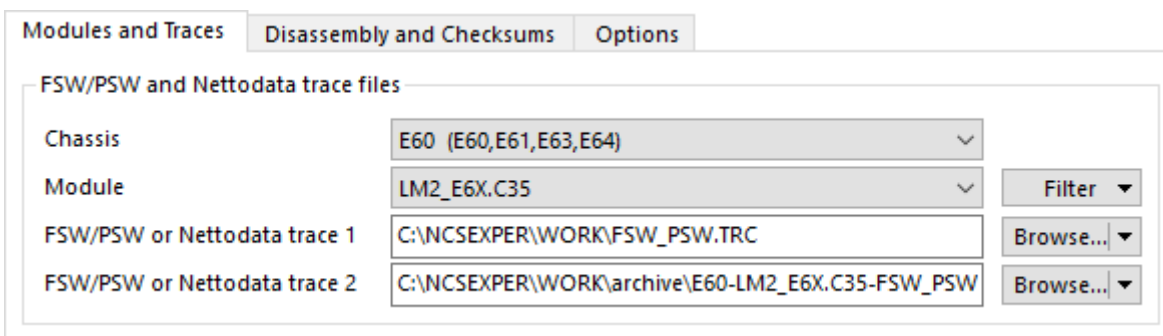 Modules and Traces Disassembly and Checksums Options
FSW/PSW and Nettodata trace files
Chassis E60 (E60,E61,E63,E64)
Module LM2_E6X.C35 Filter
FSW/PSW or Nettodata trace 1 C:\NCSEXPER\WORK\FSW_PSW.TRC Browse...
FSW/PSW or Nettodata trace 2 C:\NCSEXPER\WORK\archive\E60-LM2_E6X.C35-FSW_PSW Browse...